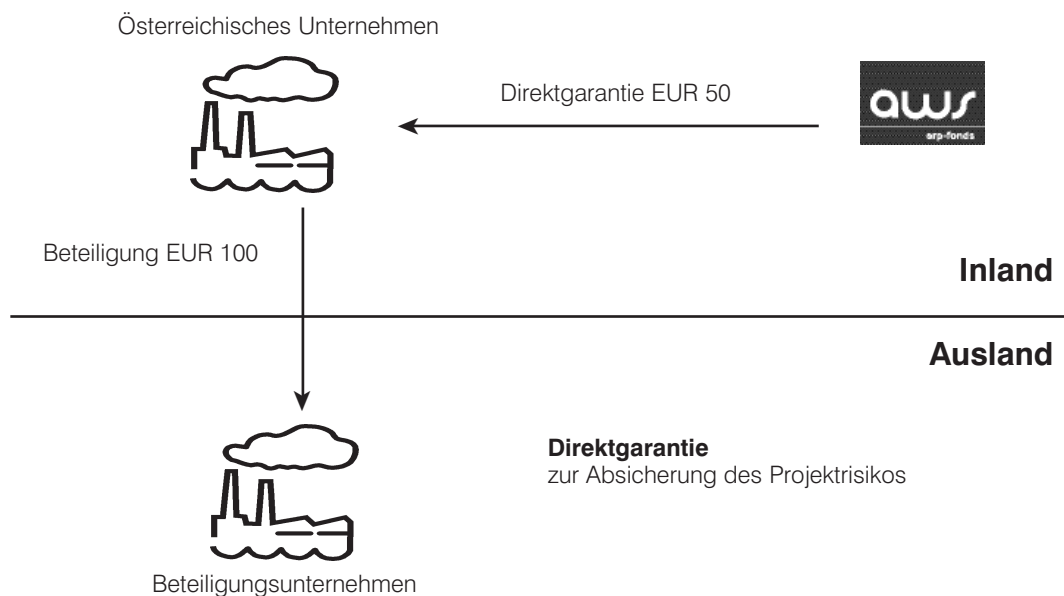 Österreichisches Unternehmen
Direktgarantie EUR 50
aws
erp-fonds
Beteiligung EUR 100
Inland
Ausland
Direktgarantie
zur Absicherung des Projektrisikos
Beteiligungsunternehmen